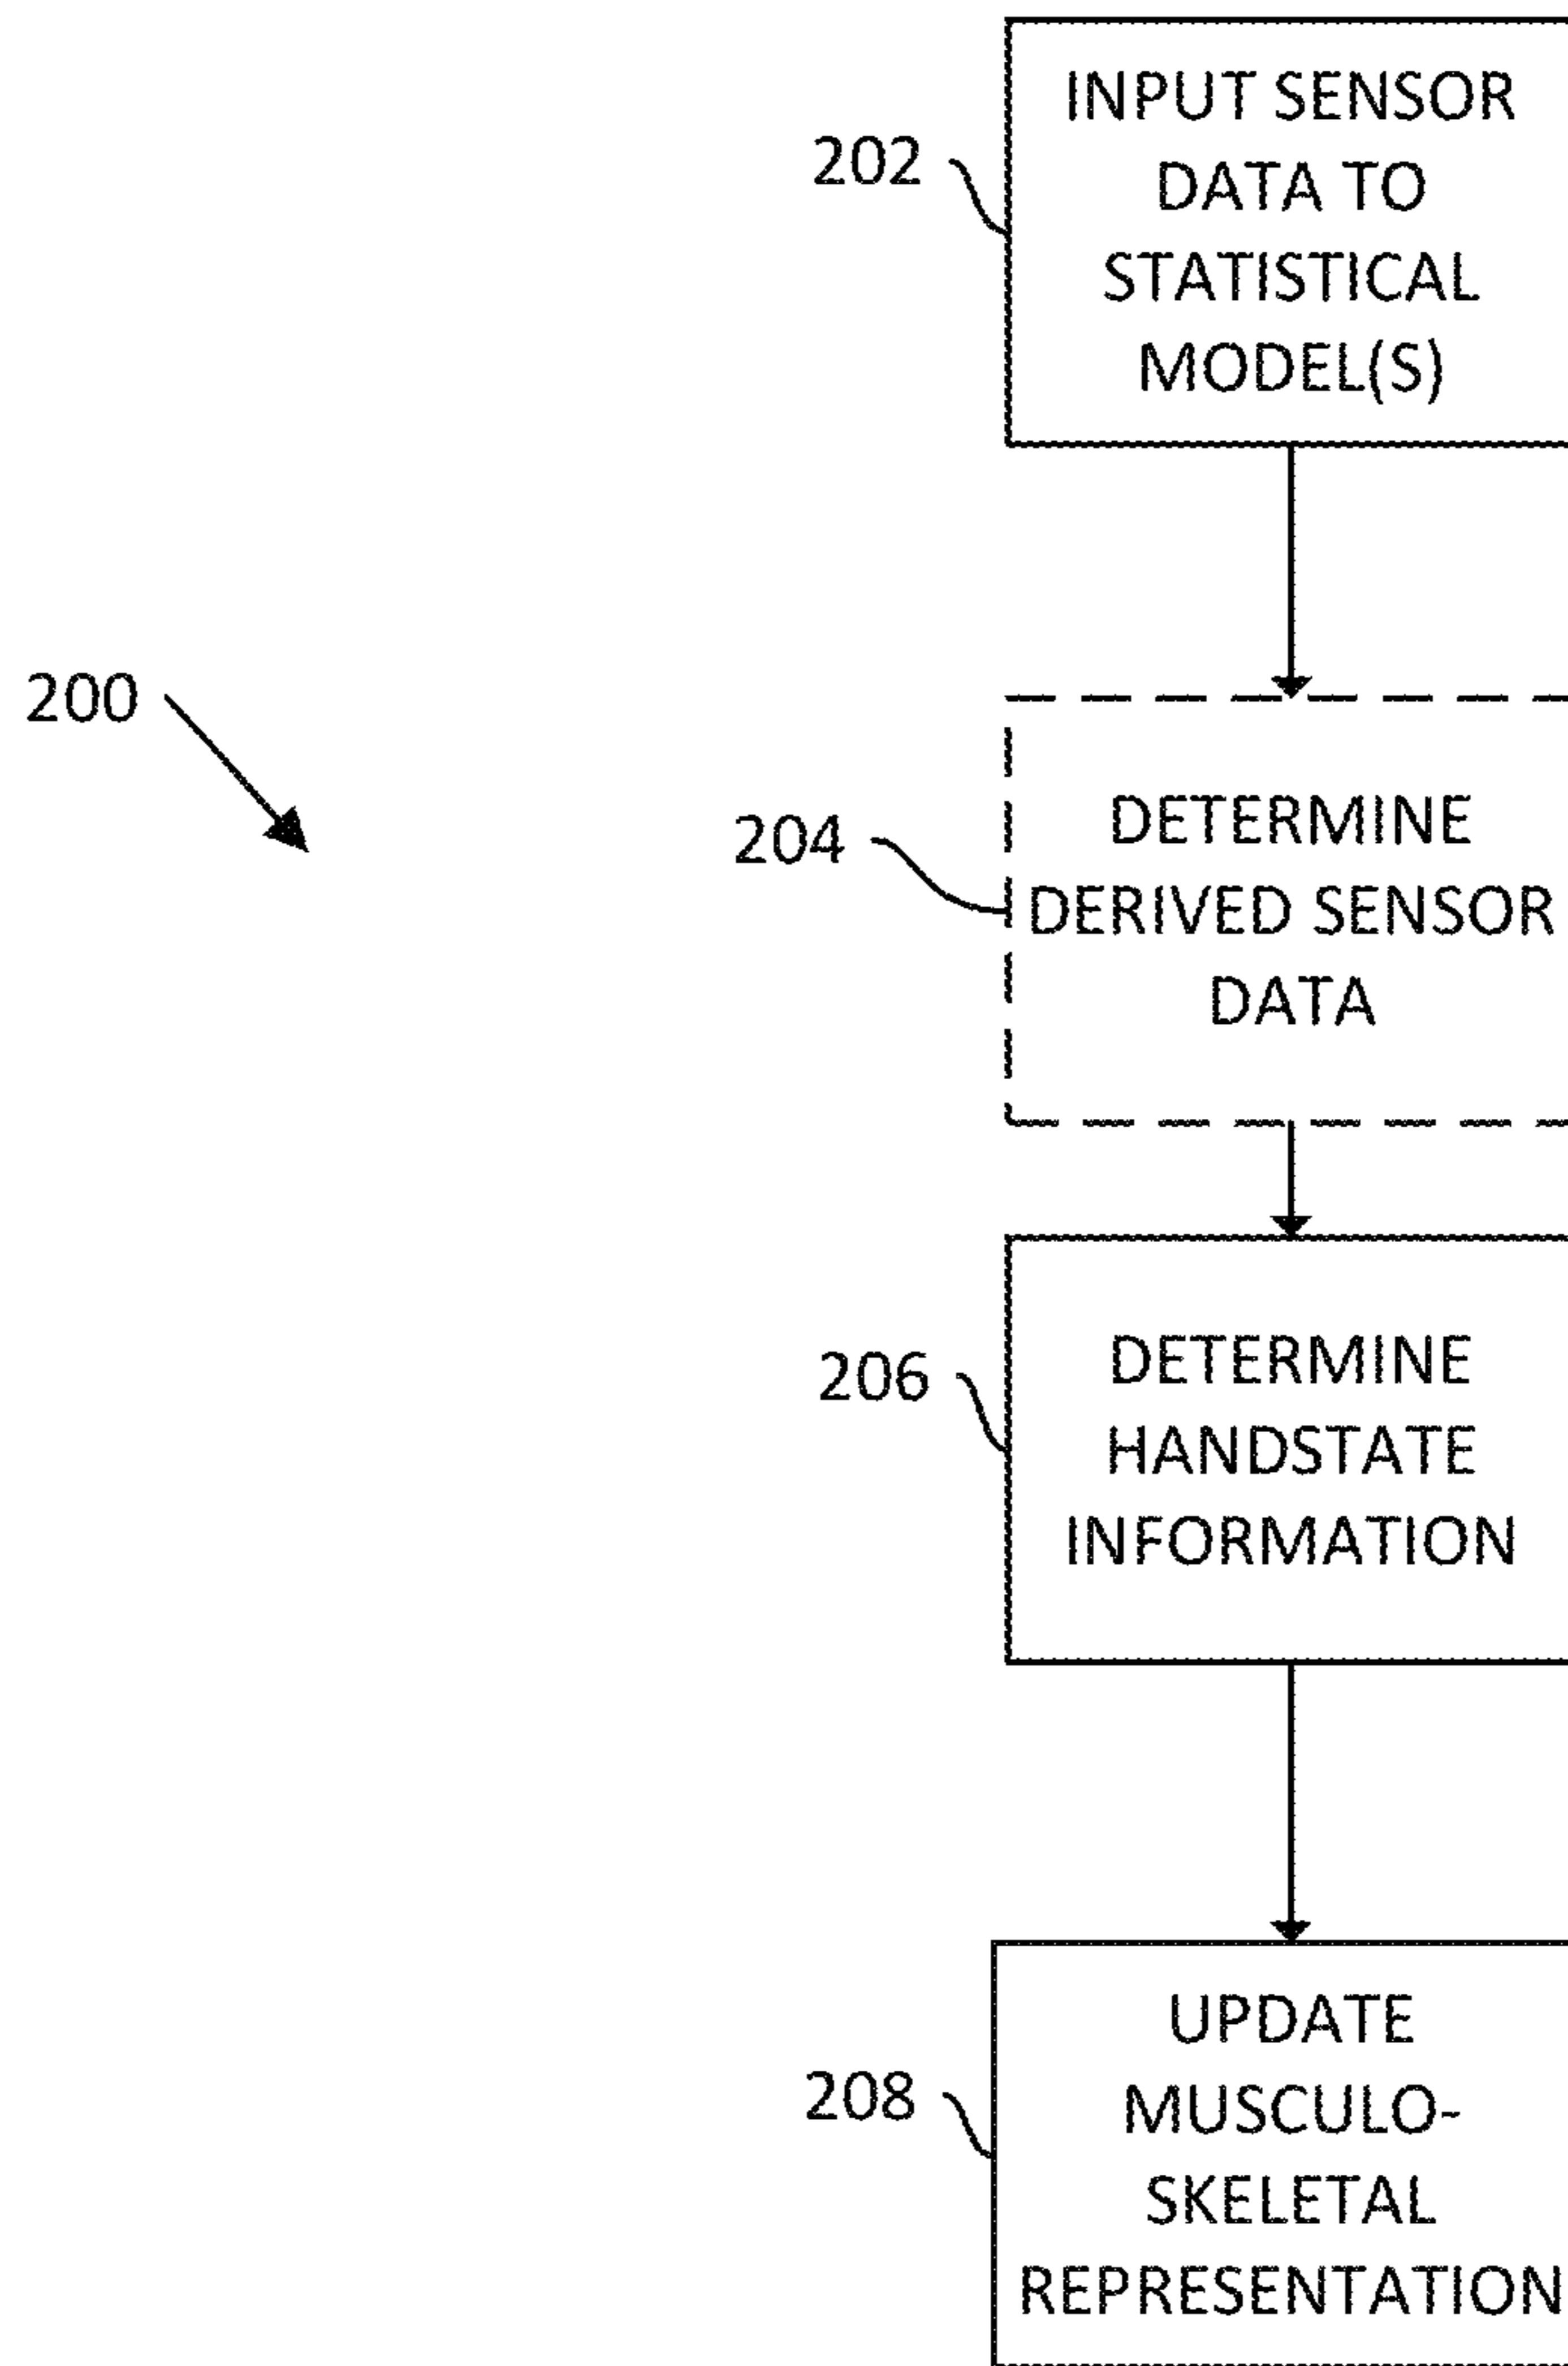 202
INPUT SENSOR
DATA TO
STATISTICAL
MODEL(S)
200
204
DETERMINE
DERIVED SENSOR
DATA
206
DETERMINE
HANDSTATE
INFORMATION
208
UPDATE
MUSCULO-
SKELETAL
REPRESENTATION